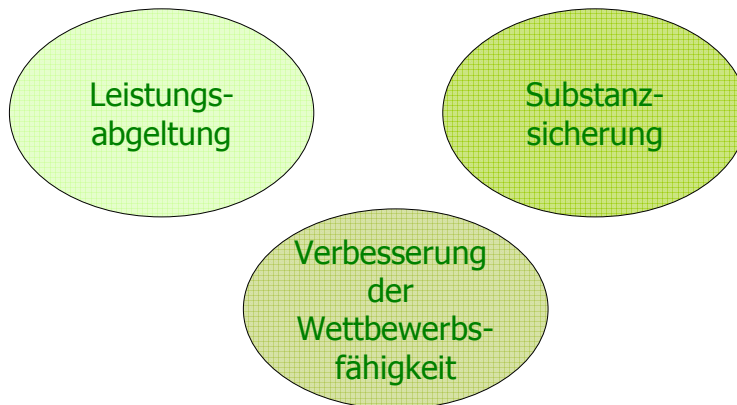 Leistungs-
abgeltung
Substanz-
sicherung
Verbesserung
der
Wettbewerbs-
fähigkeit